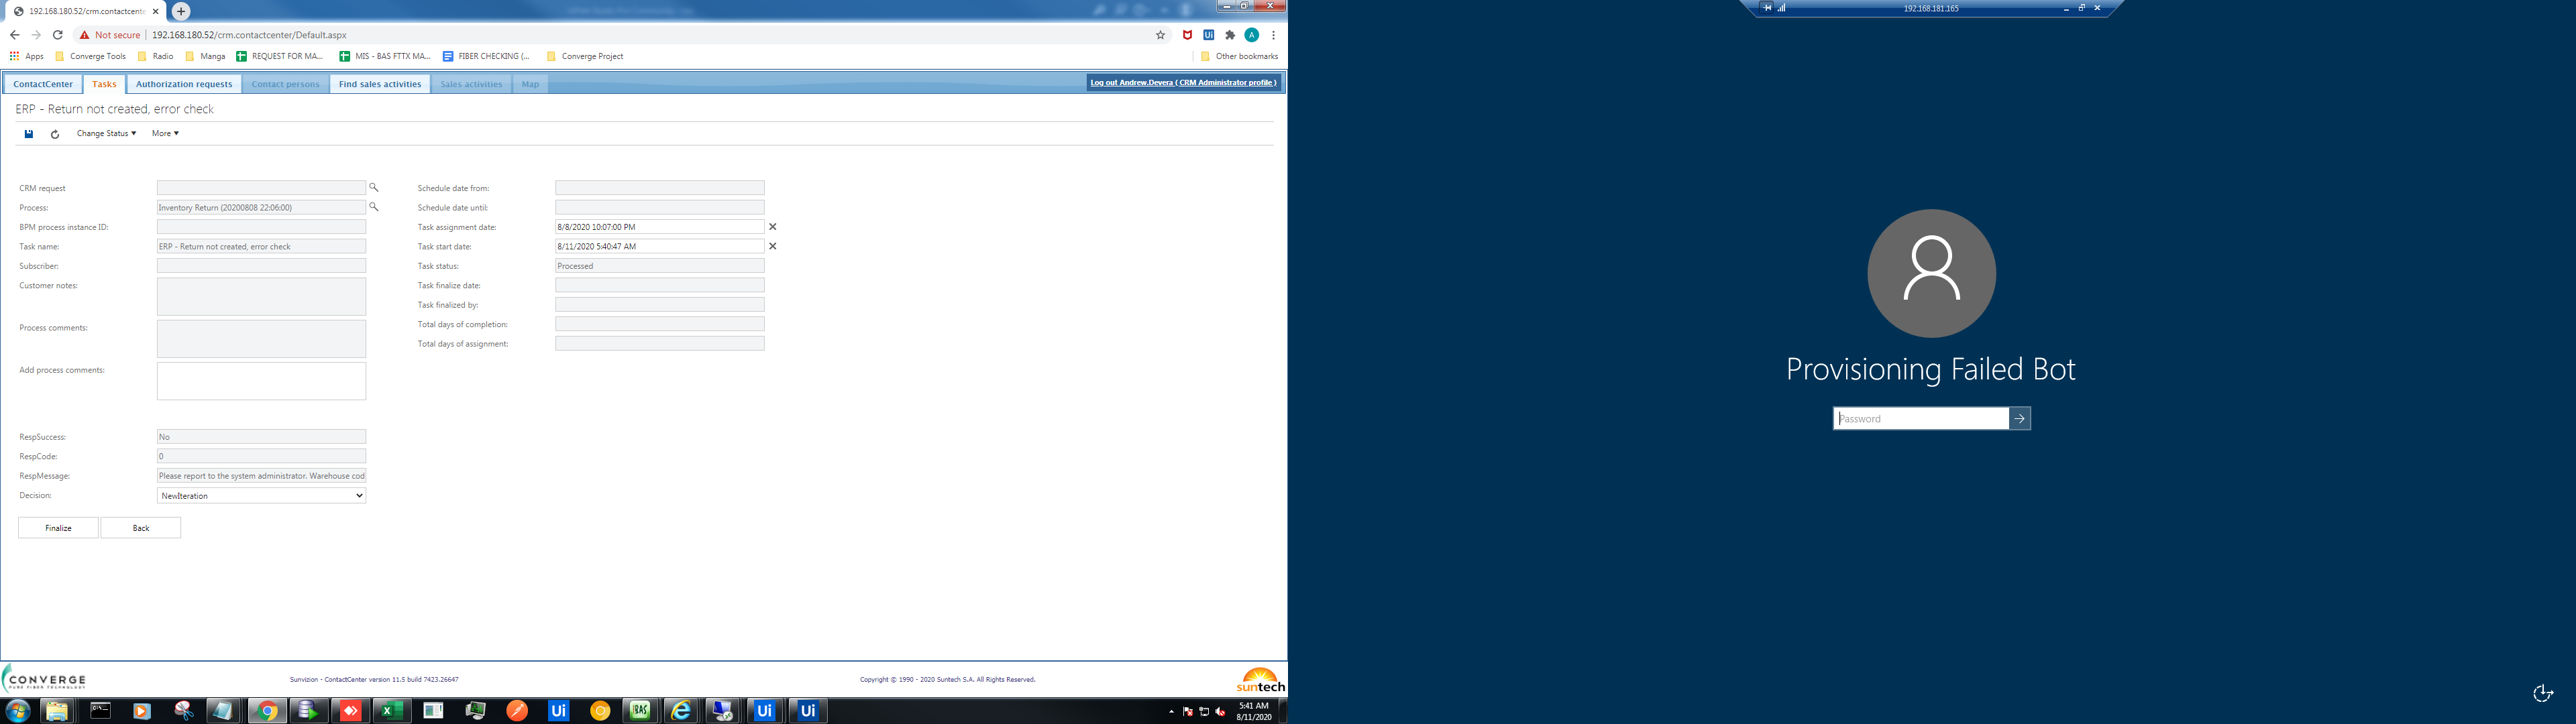 192.168.180.52/crm.contactcente
Not secure
192.168.180.52/crm.contactcenter/Default.aspx
Apps
Converge Tools
Radio
Manga
REQUEST FOR MA...
MIS - BAS FTTX MA...
FIBER CHECKING (...
Converge Project
Other bookmarks
ContactCenter
Tasks
Authorization requests
Contact persons
Find sales activities
Sales activities
Map
Log out Andrew.Devera ( CRM Administrator profile )
ERP - Return not created, error check
Change Status
More
CRM request
Process:
Inventory Return (20200808 22:06:00)
BPM process instance ID:
Task name:
ERP - Return not created, error check
Subscriber:
Customer notes:
Process comments:
Add process comments:
RespSuccess:
No
RespCode:
0
RespMessage:
Please report to the system administrator. Warehouse cod
Decision:
NewIteration
Finalize
Back
Schedule date from:
Schedule date until:
Task assignment date:
8/8/2020 10:07:00 PM
Task start date:
8/11/2020 5:40:47 AM
Task status:
Processed
Task finalize date:
Task finalized by:
Total days of completion:
Total days of assignment:
CONVERGE
PURE FIBER TECHNOLOGY
Sunvizion - ContactCenter version 11.5 build 7423.26647
Copyright © 1990 - 2020 Suntech S.A. All Rights Reserved.
suntech
5:41 AM
8/11/2020
192.168.181.165
Provisioning Failed Bot
Password